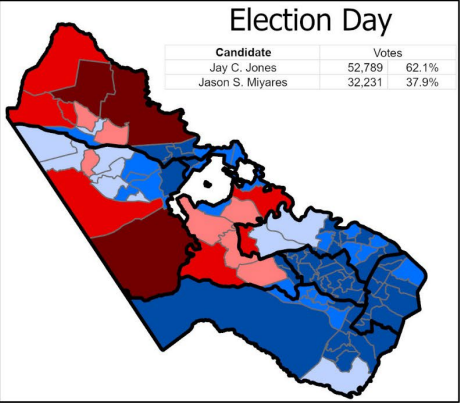 Election Day
Candidate Votes
Jay C. Jones 52,789 62.1%
Jason S. Miyares 32,231 37.9%